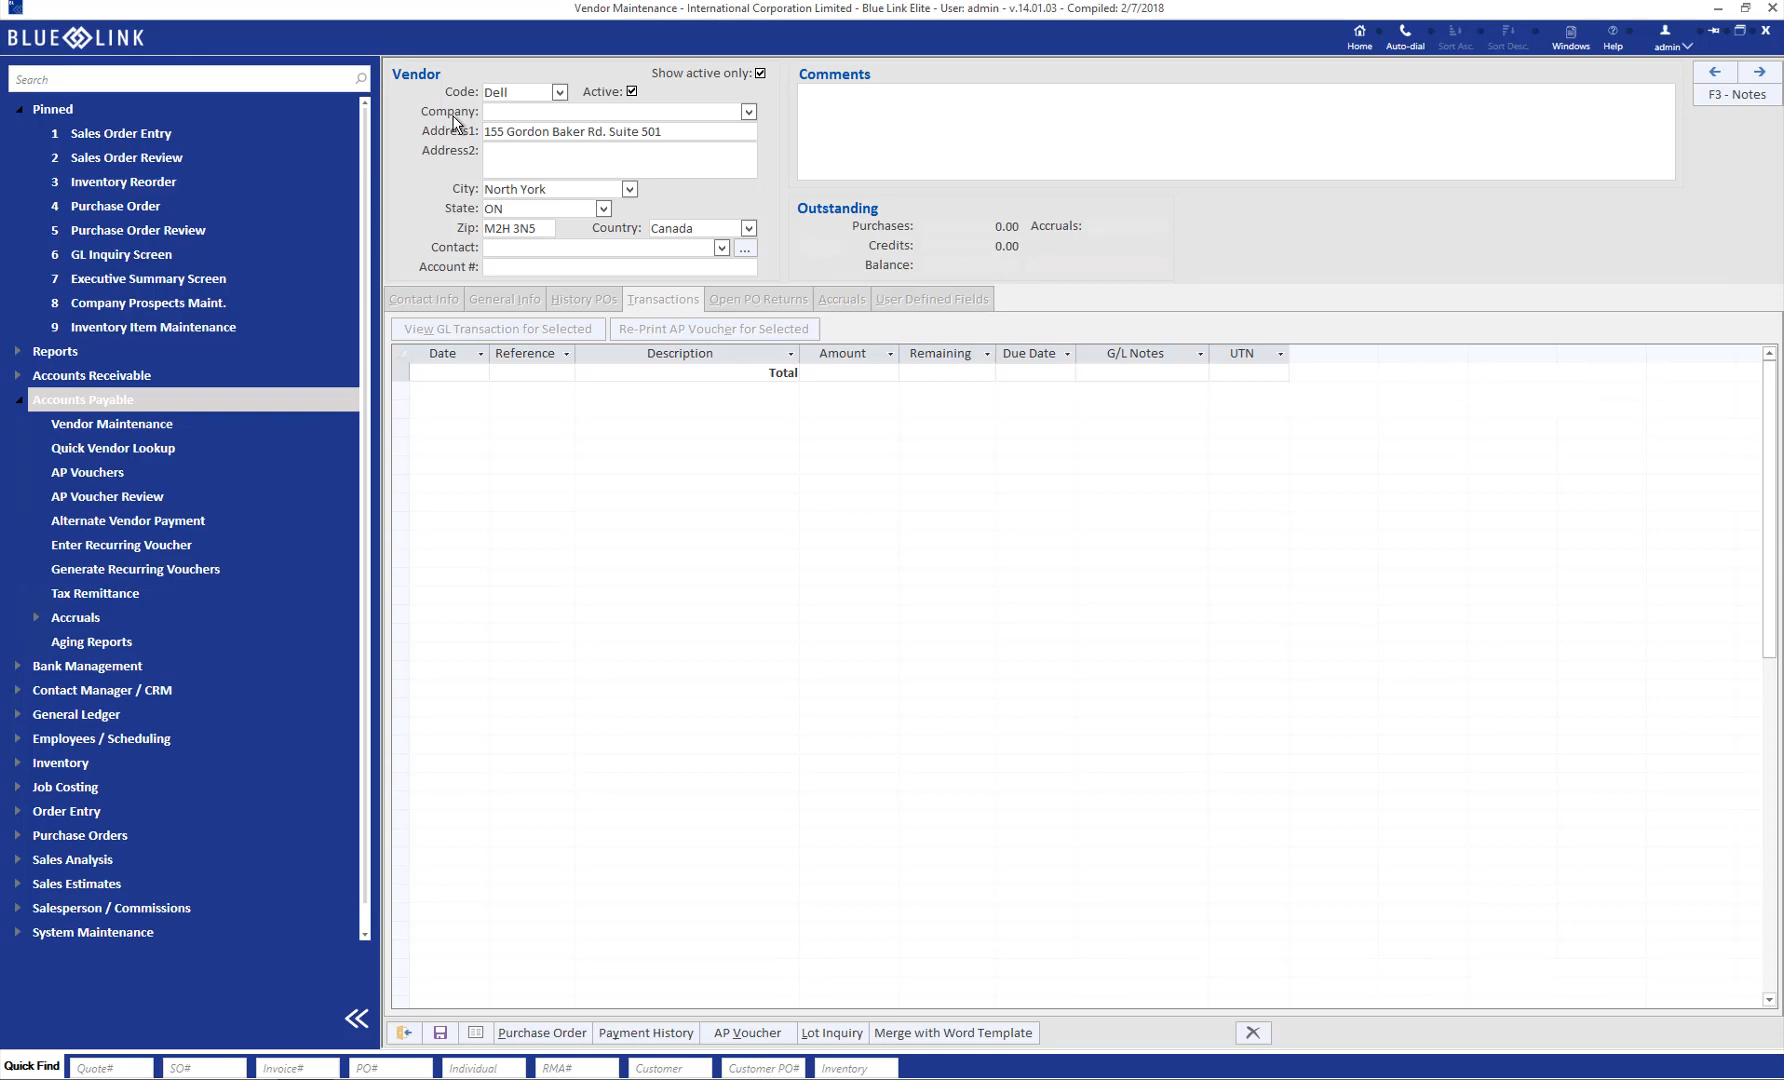 Vendor Maintenance - International Corporation Limited - Blue Link Elite - User: admin - v.14.01.03 - Compiled: 2/7/2018
BLUE LINK
Home Auto-dial Sort Asc. Sort Desc. Windows Help admin X
Search
Pinned
1 Sales Order Entry
2 Sales Order Review
3 Inventory Reorder
4 Purchase Order
5 Purchase Order Review
6 GL Inquiry Screen
7 Executive Summary Screen
8 Company Prospects Maint.
9 Inventory Item Maintenance
Reports
Accounts Receivable
Accounts Payable
Vendor Maintenance
Quick Vendor Lookup
AP Vouchers
AP Voucher Review
Alternate Vendor Payment
Enter Recurring Voucher
Generate Recurring Vouchers
Tax Remittance
Accruals
Aging Reports
Bank Management
Contact Manager / CRM
General Ledger
Employees / Scheduling
Inventory
Job Costing
Order Entry
Purchase Orders
Sales Analysis
Sales Estimates
Salesperson / Commissions
System Maintenance
Vendor Show active only:
Code: Dell Active:
Company:
Address1: 155 Gordon Baker Rd. Suite 501
Address2:
City: North York
State: ON
Zip: M2H 3N5 Country: Canada
Contact: ...
Account #:
Comments
F3 - Notes
Outstanding
Purchases: 0.00 Accruals:
Credits: 0.00
Balance:
Contact Info General Info History POs Transactions Open PO Returns Accruals User Defined Fields
View GL Transaction for Selected Re-Print AP Voucher for Selected
Date Reference Description Amount Remaining Due Date G/L Notes UTN
Total
Purchase Order Payment History AP Voucher Lot Inquiry Merge with Word Template
Quick Find Quote# SO# Invoice# PO# Individual RMA# Customer Customer PO# Inventory